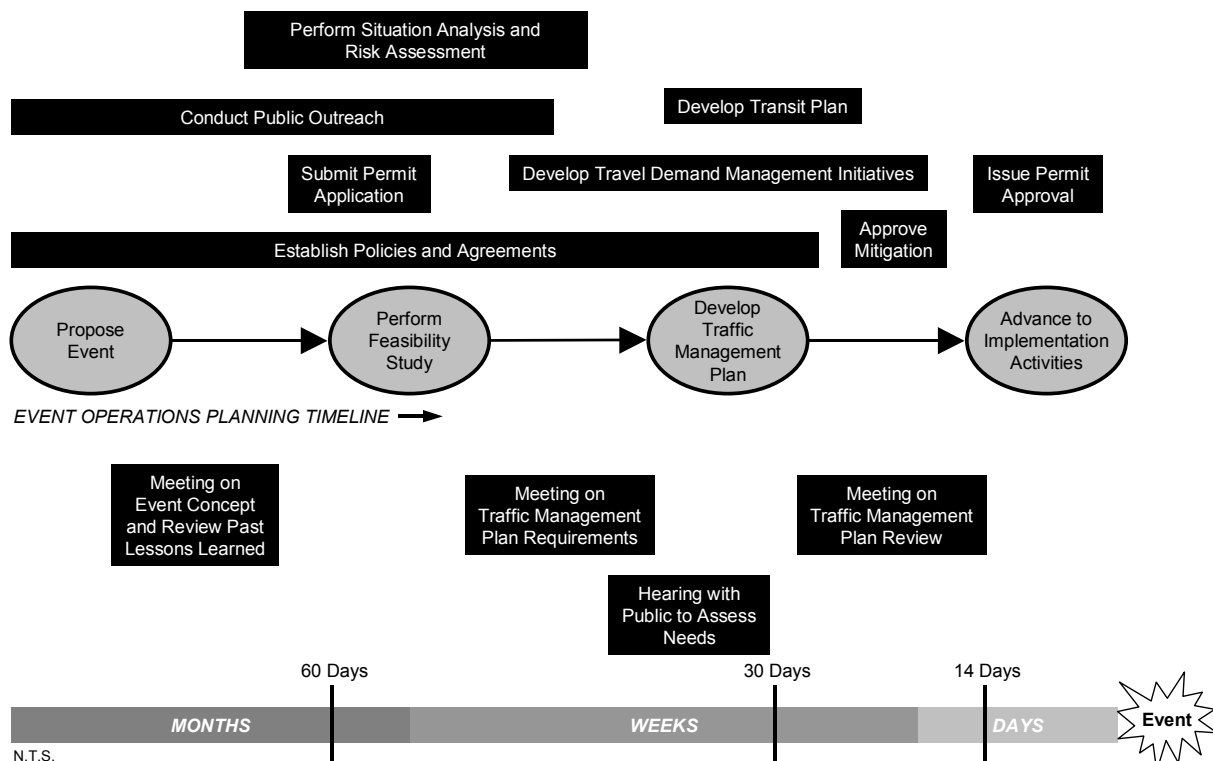 Perform Situation Analysis and
Risk Assessment
Conduct Public Outreach
Develop Transit Plan
Submit Permit
Application
Develop Travel Demand Management Initiatives
Issue Permit
Approval
Establish Policies and Agreements
Approve
Mitigation
Propose
Event
Perform
Feasibility
Study
Develop
Traffic
Management
Plan
Advance to
Implementation
Activities
EVENT OPERATIONS PLANNING TIMELINE
Meeting on
Event Concept
and Review Past
Lessons Learned
Meeting on
Traffic Management
Plan Requirements
Meeting on
Traffic Management
Plan Review
Hearing with
Public to Assess
Needs
60 Days
30 Days
14 Days
MONTHS
WEEKS
DAYS
Event
N.T.S.